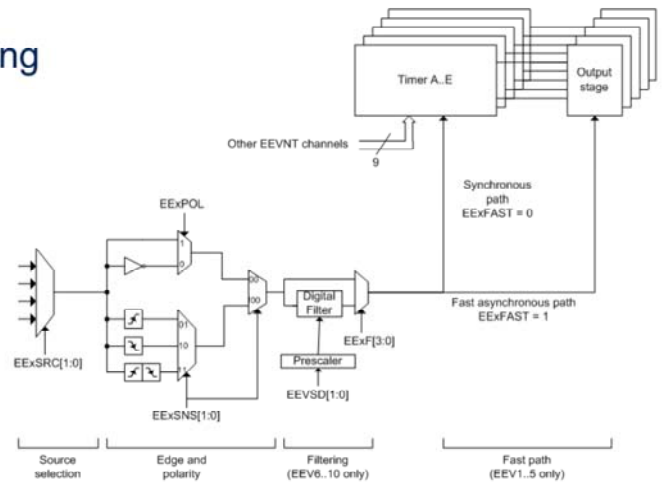 ng
Timer A..E
Output
stage
Other EEVNT channels
9
Synchronous
path
EExFAST = 0
EExPOL
1
0
00
!00
Digital
Filter
Fast asynchronous path
EExFAST = 1
01
10
11
EExF[3:0]
Prescaler
EExSRC[1:0]
EEVSD[1:0]
EExSNS[1:0]
Source
selection
Edge and
polarity
Filtering
(EEV6..10 only)
Fast path
(EEV1..5 only)